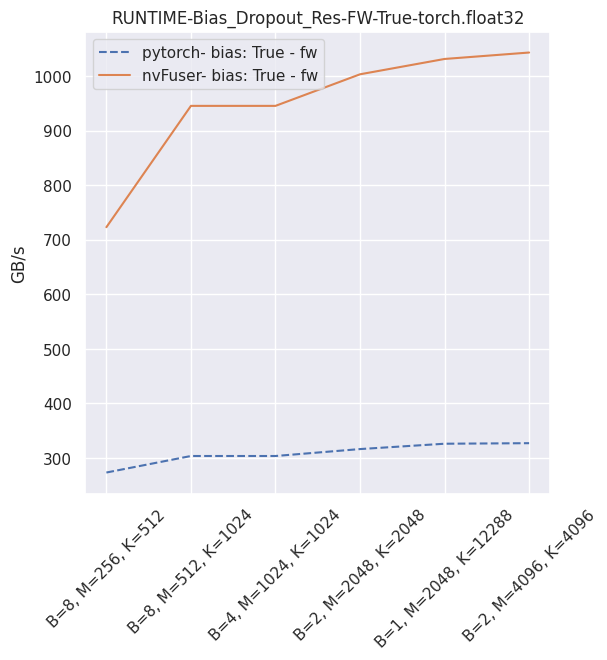 RUNTIME-Bias_Dropout_Res-FW-True-torch.float32
pytorch- bias: True - fw
nvFuser- bias: True - fw
1000
900
800
700
600
500
400
300
GB/s
B=8, M=256, K=512
B=8, M=512, K=1024
B=4, M=1024, K=1024
B=2, M=2048, K=2048
B=1, M=2048, K=12288
B=2, M=4096, K=4096